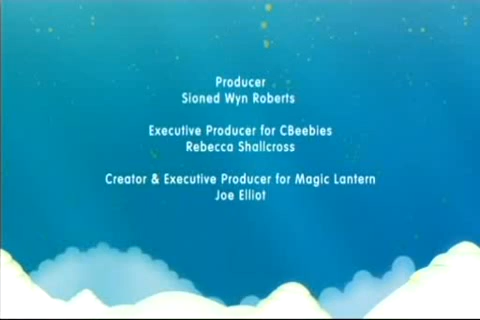 Producer
Sioned Wyn Roberts
Executive Producer for CBeebies
Rebecca Shallcross
Creator & Executive Producer for Magic Lantern
Joe Elliot